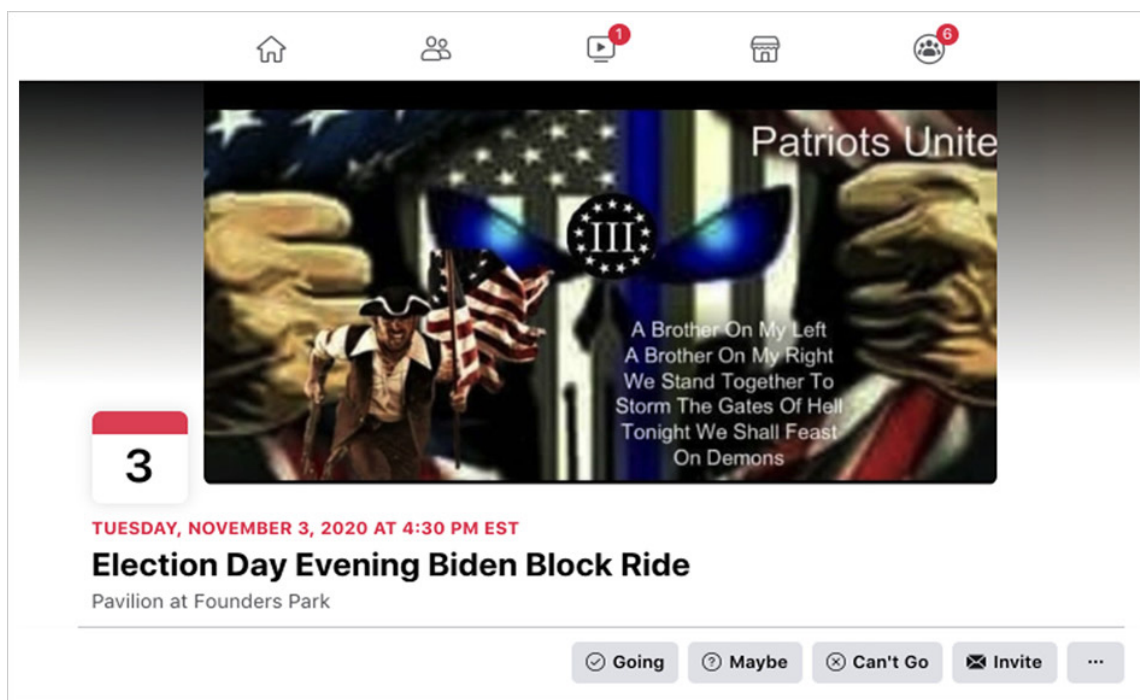 1
6
Patriots Unite
III
A Brother On My Left
A Brother On My Right
We Stand Together To
Storm The Gates Of Hell
Tonight We Shall Feast
On Demons
3
TUESDAY, NOVEMBER 3, 2020 AT 4:30 PM EST
Election Day Evening Biden Block Ride
Pavilion at Founders Park
Going
Maybe
Can't Go
Invite
...